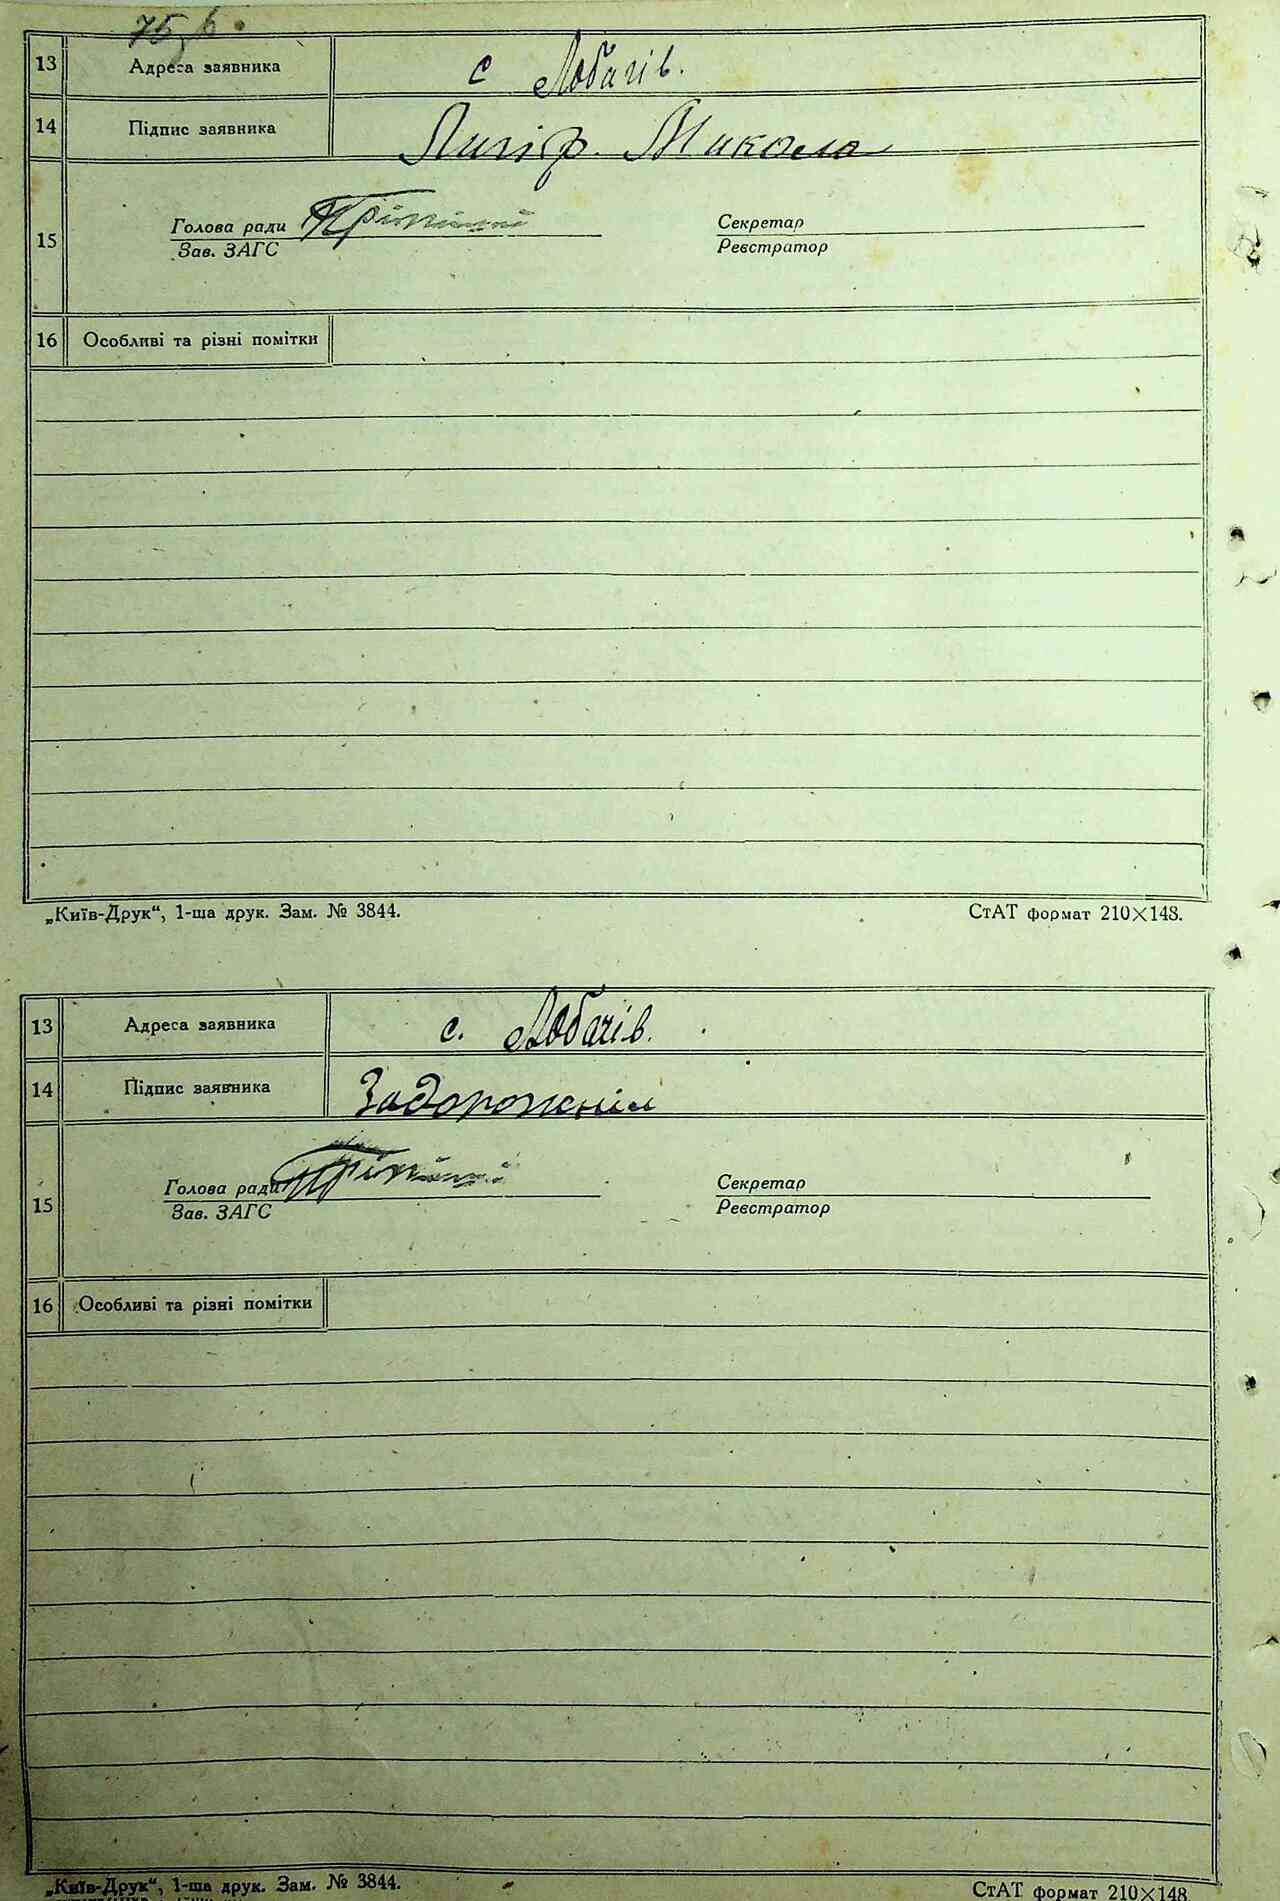 13 Адреса заявника с Лобачів.
14 Підпис заявника Микола
15 Голова ради Секретар
Зав. ЗАГС Реєстратор
16 Особливі та різні помітки
„Київ-Друк“, 1-ша друк. Зам. № 3844. СтАТ формат 210×148.
13 Адреса заявника с. Лобачів.
14 Підпис заявника Задорожній
15 Голова ради Секретар
Зав. ЗАГС Реєстратор
16 Особливі та різні помітки
„Київ-Друк“, 1-ша друк. Зам. № 3844. СтАТ формат 210×148